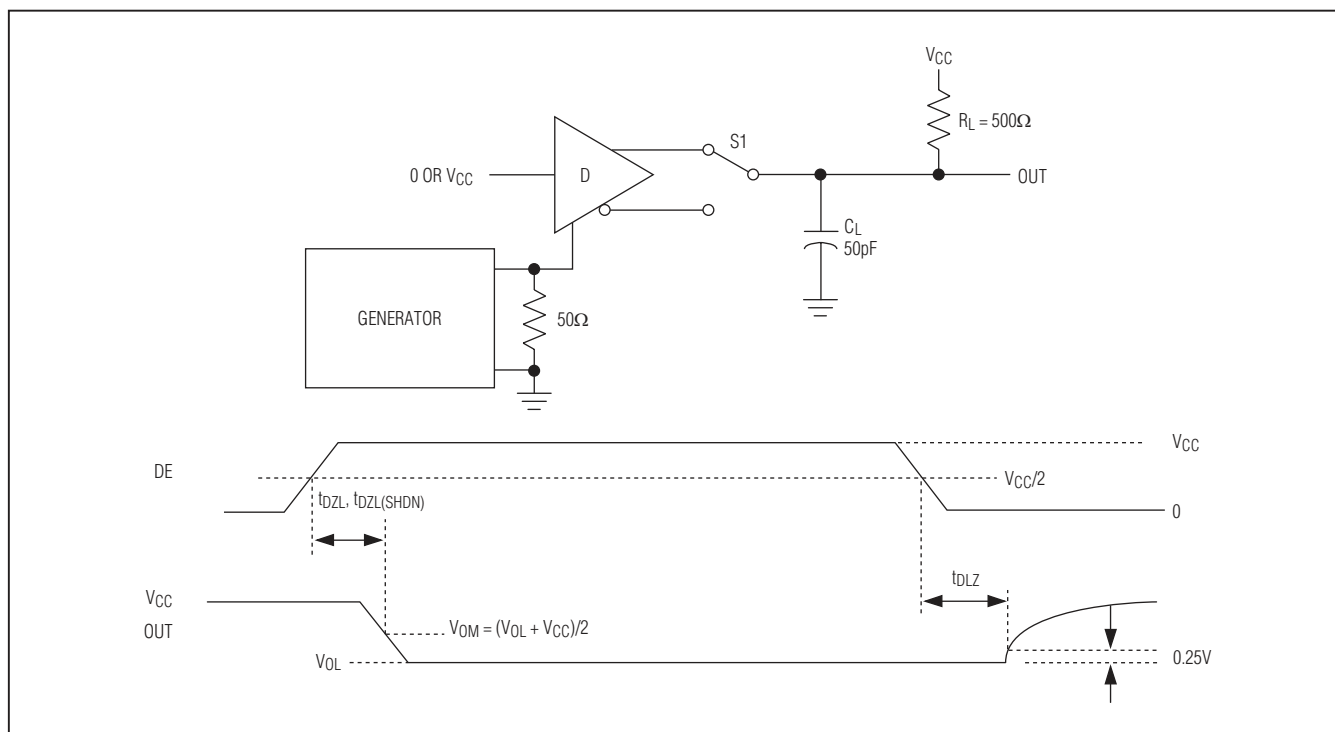 VCC
RL = 500Ω
S1
0 OR VCC
D
OUT
CL
50pF
GENERATOR
50Ω
VCC
DE
VCC/2
tDZL, tDZL(SHDN)
0
tDLZ
VCC
OUT
VOM = (VOL + VCC)/2
VOL
0.25V